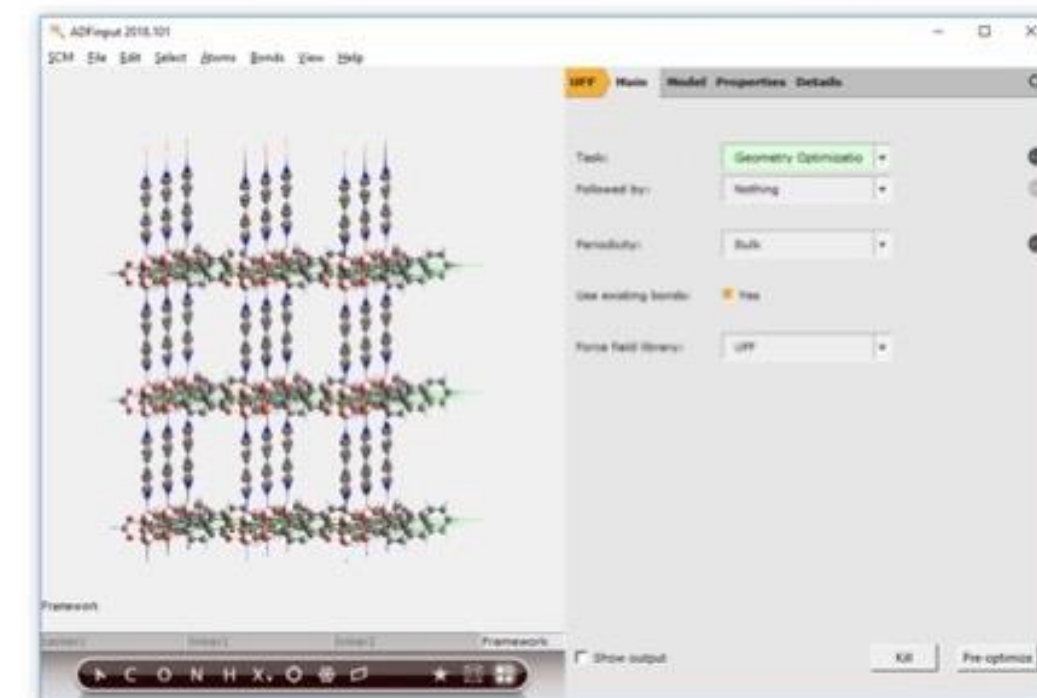 ADFinput 2018.101
SCM File Edit Select Atoms Bonds View Help
UFF Main Model Properties Details
Task: Geometry Optimizatio
Followed by: Nothing
Periodicity: Bulk
Use existing bonds: Yes
Force field library: UFF
Framework
linker1 linker2 Framework
C O N H X
Show output Kill Pre-optimize